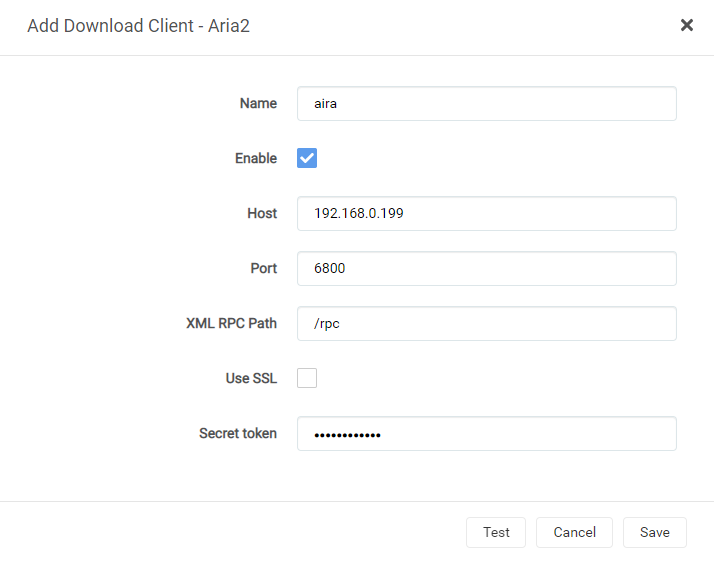 Add Download Client - Aria2
Name aira
Enable
Host 192.168.0.199
Port 6800
XML RPC Path /rpc
Use SSL
Secret token ••••••••••••
Test Cancel Save